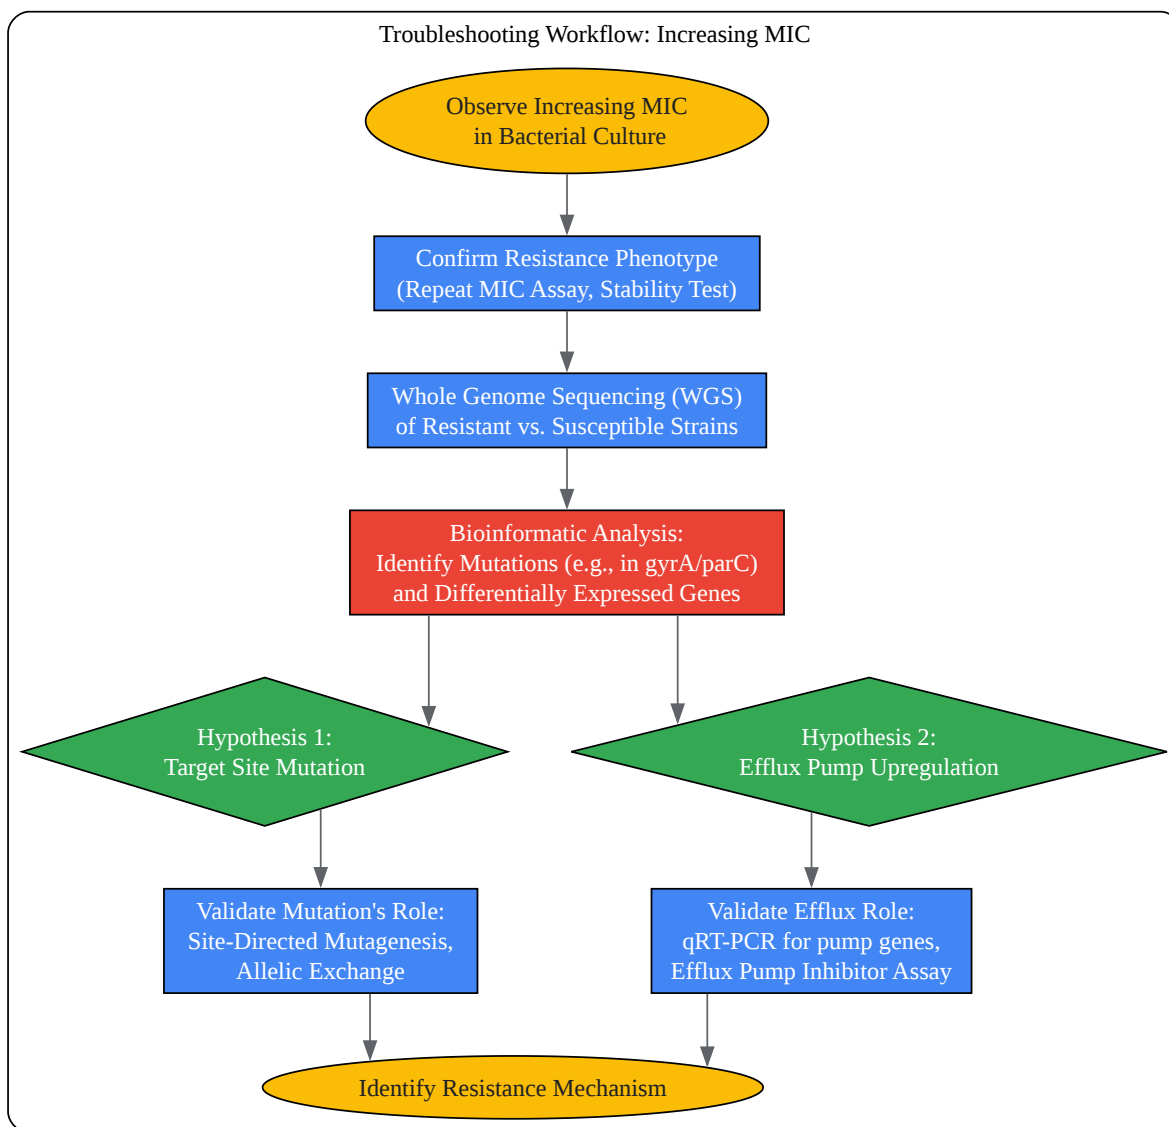 Troubleshooting Workflow: Increasing MIC
Observe Increasing MIC
in Bacterial Culture
Confirm Resistance Phenotype
(Repeat MIC Assay, Stability Test)
Whole Genome Sequencing (WGS)
of Resistant vs. Susceptible Strains
Bioinformatic Analysis:
Identify Mutations (e.g., in gyrA/parC)
and Differentially Expressed Genes
Hypothesis 1:
Target Site Mutation
Hypothesis 2:
Efflux Pump Upregulation
Validate Mutation's Role:
Site-Directed Mutagenesis,
Allelic Exchange
Validate Efflux Role:
qRT-PCR for pump genes,
Efflux Pump Inhibitor Assay
Identify Resistance Mechanism